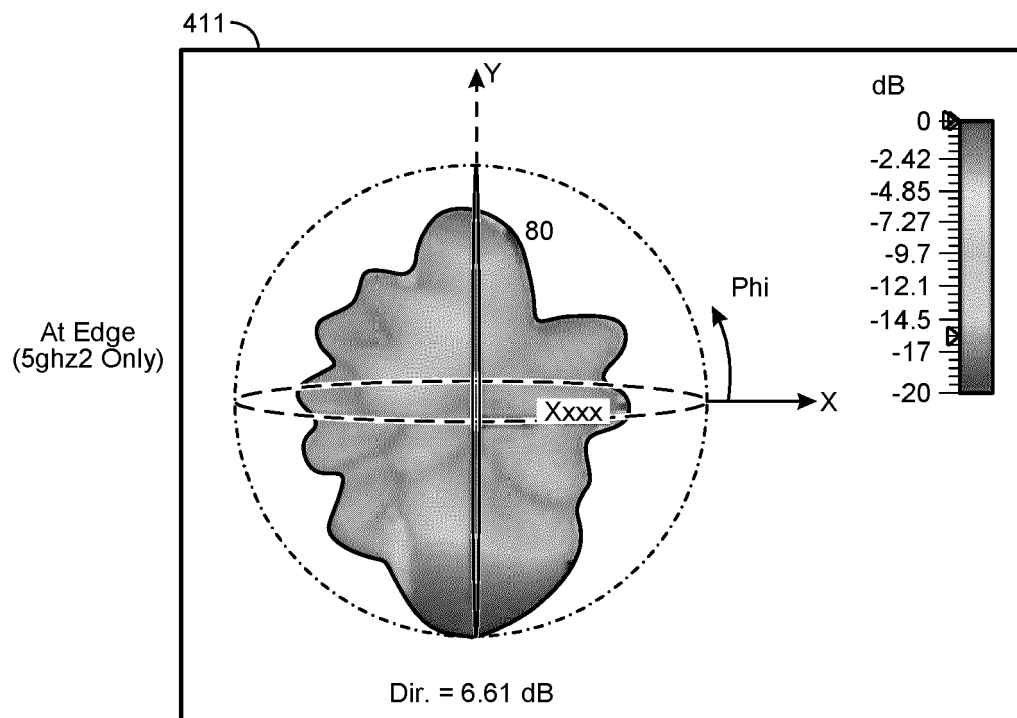 411
Y
dB
0
-2.42
-4.85
-7.27
-9.7
-12.1
-14.5
-17
-20
80
Phi
At Edge
(5ghz2 Only)
Xxxx
X
Dir. = 6.61 dB